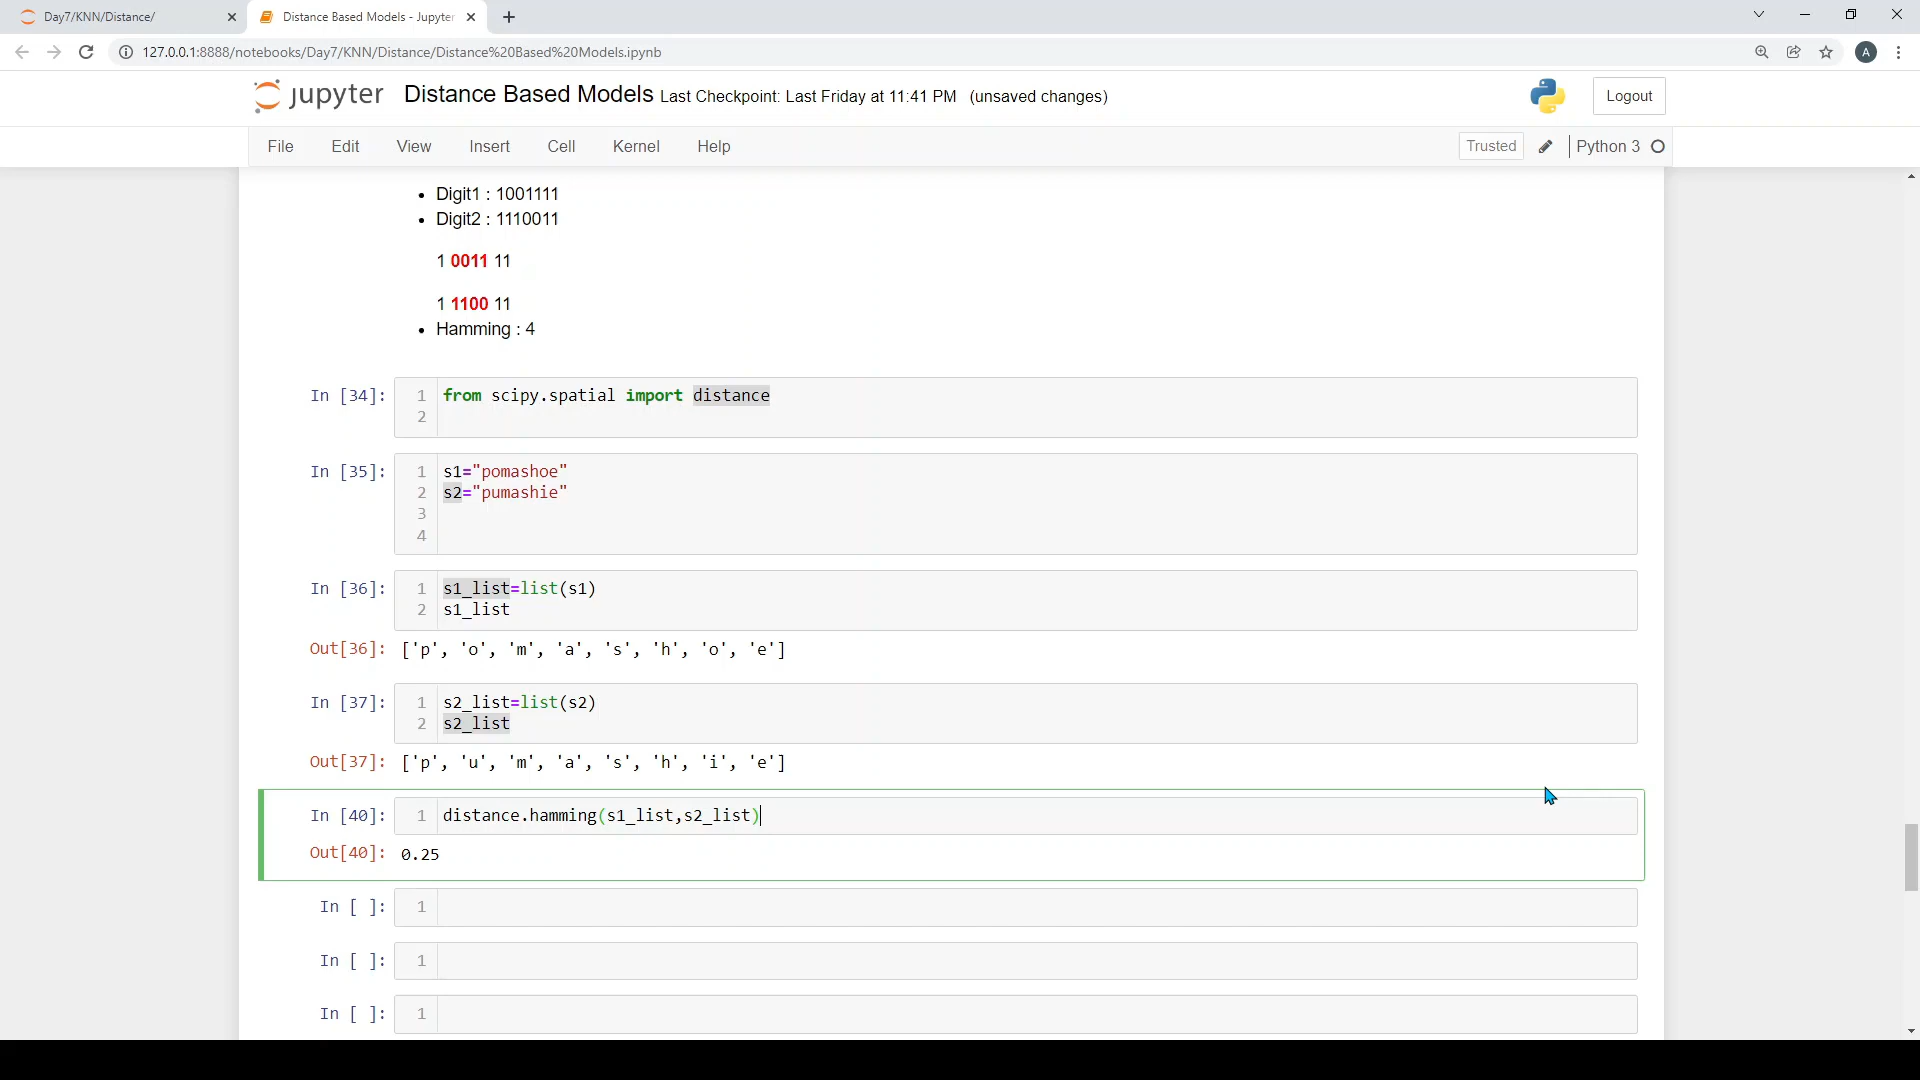 Day7/KNN/Distance/
Distance Based Models - Jupyter
127.0.0.1:8888/notebooks/Day7/KNN/Distance/Distance%20Based%20Models.ipynb
A
jupyter Distance Based Models Last Checkpoint: Last Friday at 11:41 PM (unsaved changes)
Logout
File Edit View Insert Cell Kernel Help
Trusted Python 3
• Digit1 : 1001111
• Digit2 : 1110011
1 0011 11
1 1100 11
• Hamming : 4
In [34]: 1 from scipy.spatial import distance
2
In [35]: 1 s1="pomashoe"
2 s2="pumashie"
3
4
In [36]: 1 s1_list=list(s1)
2 s1_list
Out[36]: ['p', 'o', 'm', 'a', 's', 'h', 'o', 'e']
In [37]: 1 s2_list=list(s2)
2 s2_list
Out[37]: ['p', 'u', 'm', 'a', 's', 'h', 'i', 'e']
In [40]: 1 distance.hamming(s1_list,s2_list)
Out[40]: 0.25
In [ ]: 1
In [ ]: 1
In [ ]: 1